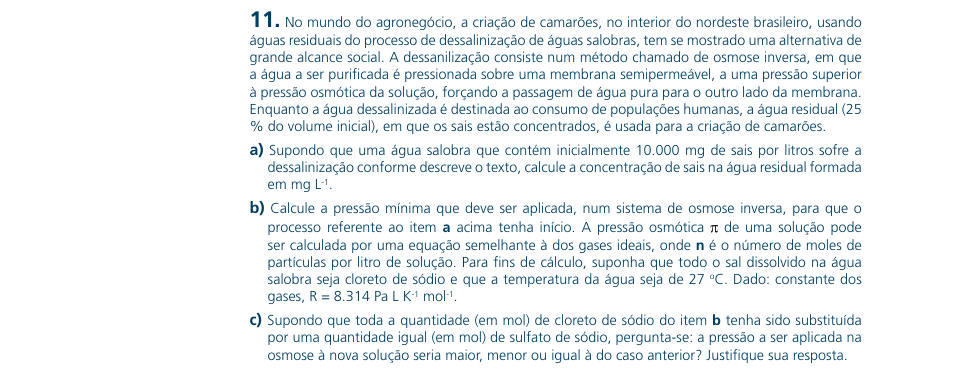 11. No mundo do agronegócio, a criação de camarões, no interior do nordeste brasileiro, usando
águas residuais do processo de dessalinização de águas salobras, tem se mostrado uma alternativa de
grande alcance social. A dessanilização consiste num método chamado de osmose inversa, em que
a água a ser purificada é pressionada sobre uma membrana semipermeável, a uma pressão superior
à pressão osmótica da solução, forçando a passagem de água pura para o outro lado da membrana.
Enquanto a água dessalinizada é destinada ao consumo de populações humanas, a água residual (25
% do volume inicial), em que os sais estão concentrados, é usada para a criação de camarões.
a) Supondo que uma água salobra que contém inicialmente 10.000 mg de sais por litros sofre a
dessalinização conforme descreve o texto, calcule a concentração de sais na água residual formada
em mg L⁻¹.
b) Calcule a pressão mínima que deve ser aplicada, num sistema de osmose inversa, para que o
processo referente ao item a acima tenha início. A pressão osmótica π de uma solução pode
ser calculada por uma equação semelhante à dos gases ideais, onde n é o número de moles de
partículas por litro de solução. Para fins de cálculo, suponha que todo o sal dissolvido na água
salobra seja cloreto de sódio e que a temperatura da água seja de 27 ºC. Dado: constante dos
gases, R = 8.314 Pa L K⁻¹ mol⁻¹.
c) Supondo que toda a quantidade (em mol) de cloreto de sódio do item b tenha sido substituída
por uma quantidade igual (em mol) de sulfato de sódio, pergunta-se: a pressão a ser aplicada na
osmose à nova solução seria maior, menor ou igual à do caso anterior? Justifique sua resposta.